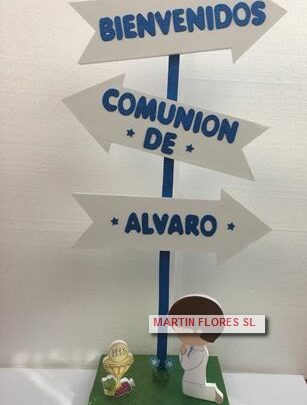 BIENVENIDOS
COMUNION
* DE *
* ALVARO *
MARTIN FLORES SL